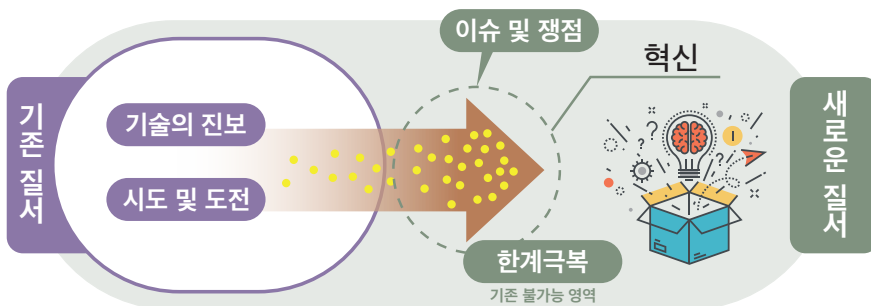 기존 질서
기술의 진보
시도 및 도전
이슈 및 쟁점
혁신
한계극복
기존 불가능 영역
새로운 질서